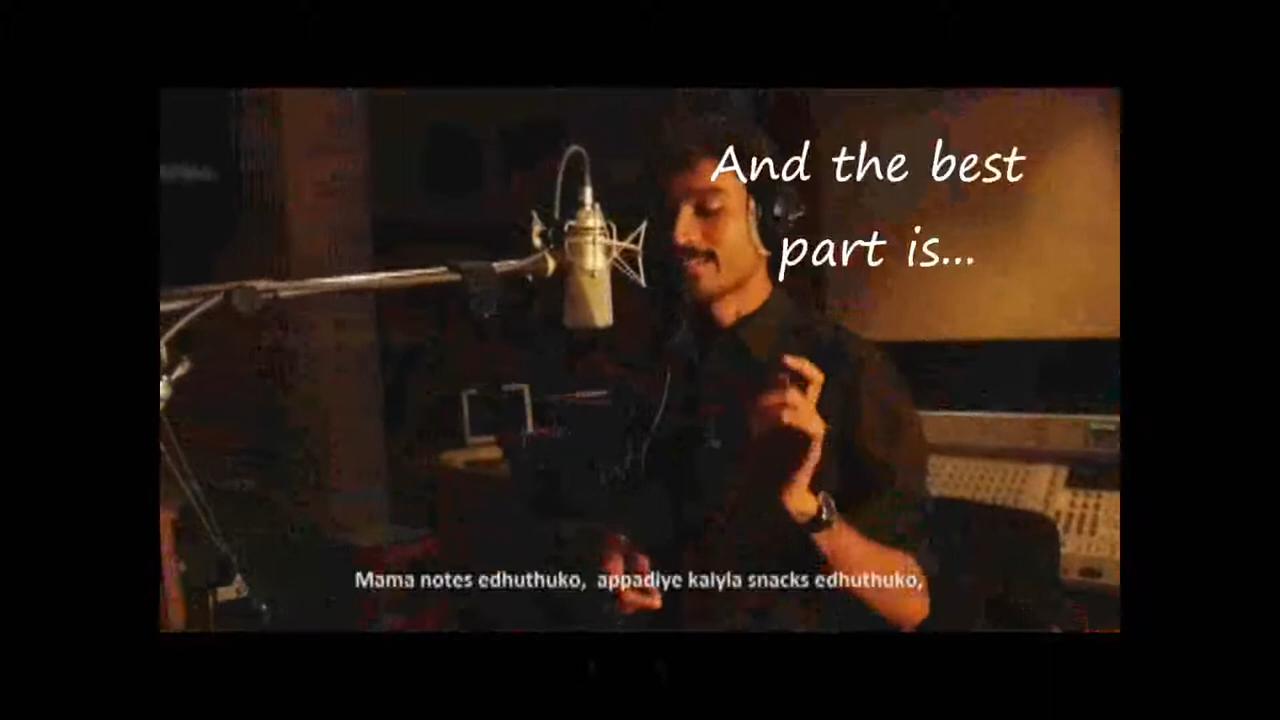 And the best
part is...
Mama notes edhuthuko, appadiye kaiyla snacks edhuthuko,